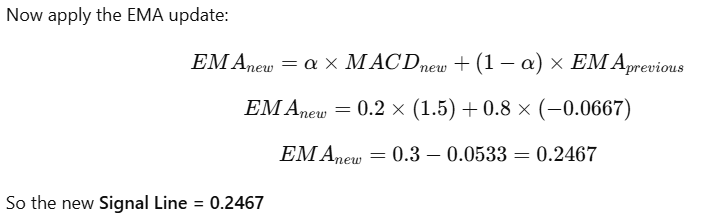 Now apply the EMA update:
EMA_new = α × MACD_new + (1 − α) × EMA_previous
EMA_new = 0.2 × (1.5) + 0.8 × (−0.0667)
EMA_new = 0.3 − 0.0533 = 0.2467
So the new Signal Line = 0.2467